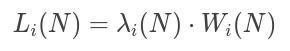 L_i(N) = λ_i(N) · W_i(N)